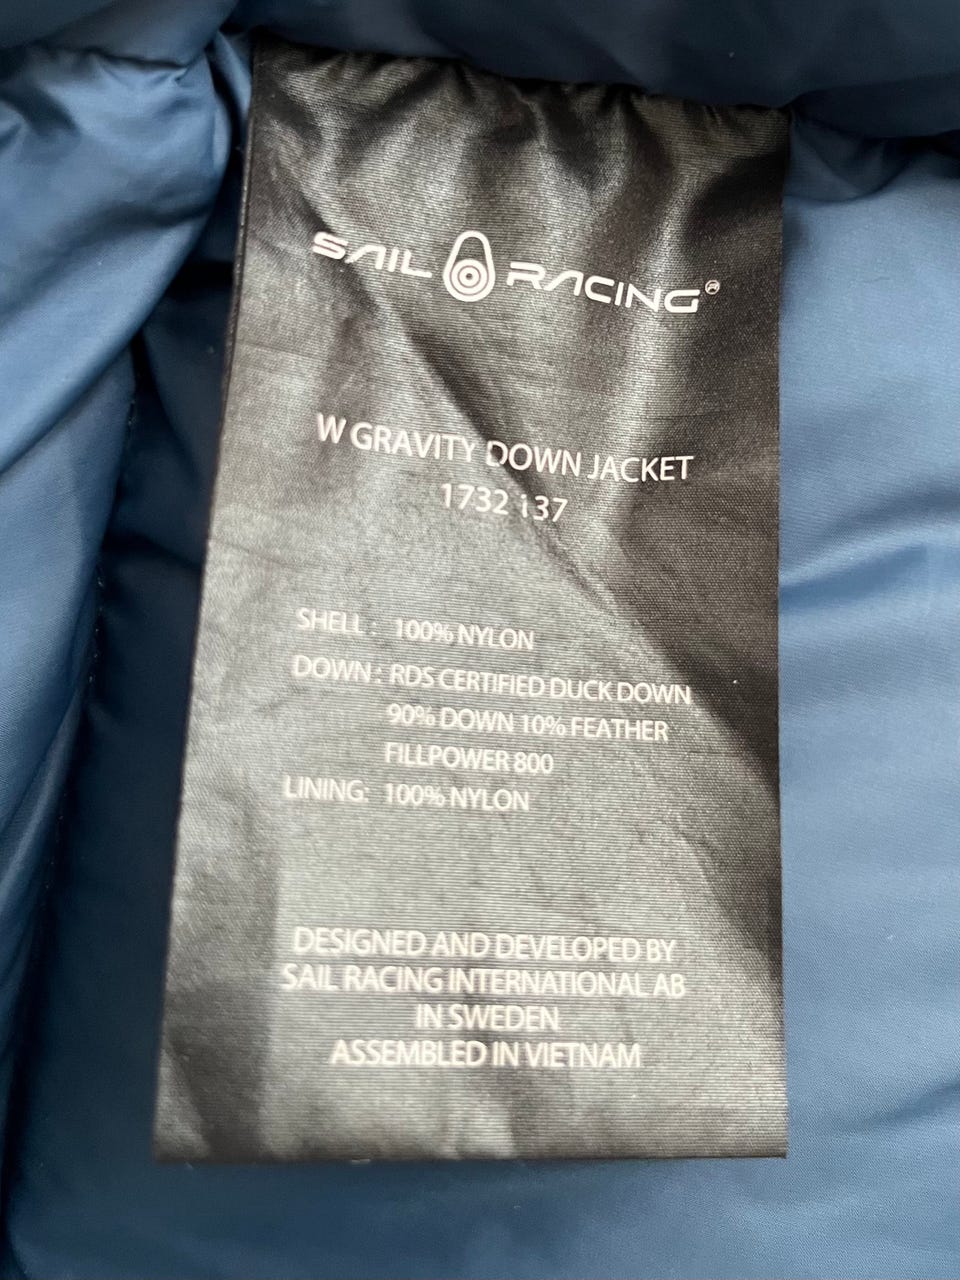 SAIL RACING®
W GRAVITY DOWN JACKET
1732 137
SHELL : 100% NYLON
DOWN : RDS CERTIFIED DUCK DOWN
90% DOWN 10% FEATHER
FILLPOWER 800
LINING: 100% NYLON
DESIGNED AND DEVELOPED BY
SAIL RACING INTERNATIONAL AB
IN SWEDEN
ASSEMBLED IN VIETNAM